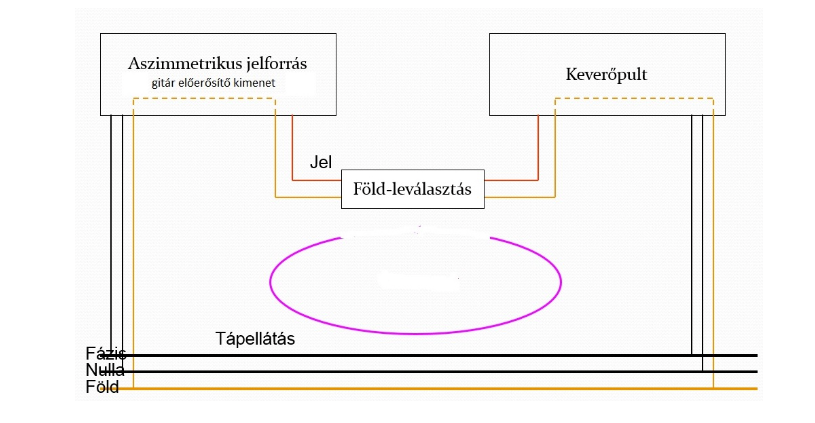 Aszimmetrikus jelforrás
gitár előerősítő kimenet
Keverőpult
Jel
Föld-leválasztás
Tápellátás
Fázis
Nulla
Föld